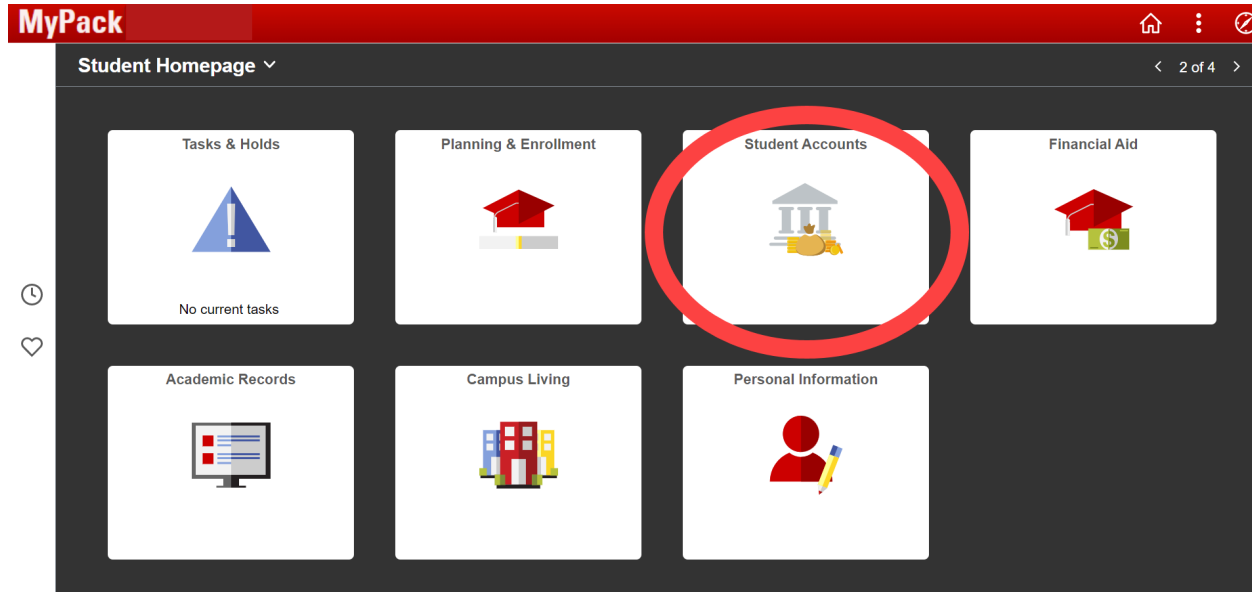 MyPack
Student Homepage
2 of 4
Tasks & Holds
Planning & Enrollment
Student Accounts
Financial Aid
No current tasks
Academic Records
Campus Living
Personal Information